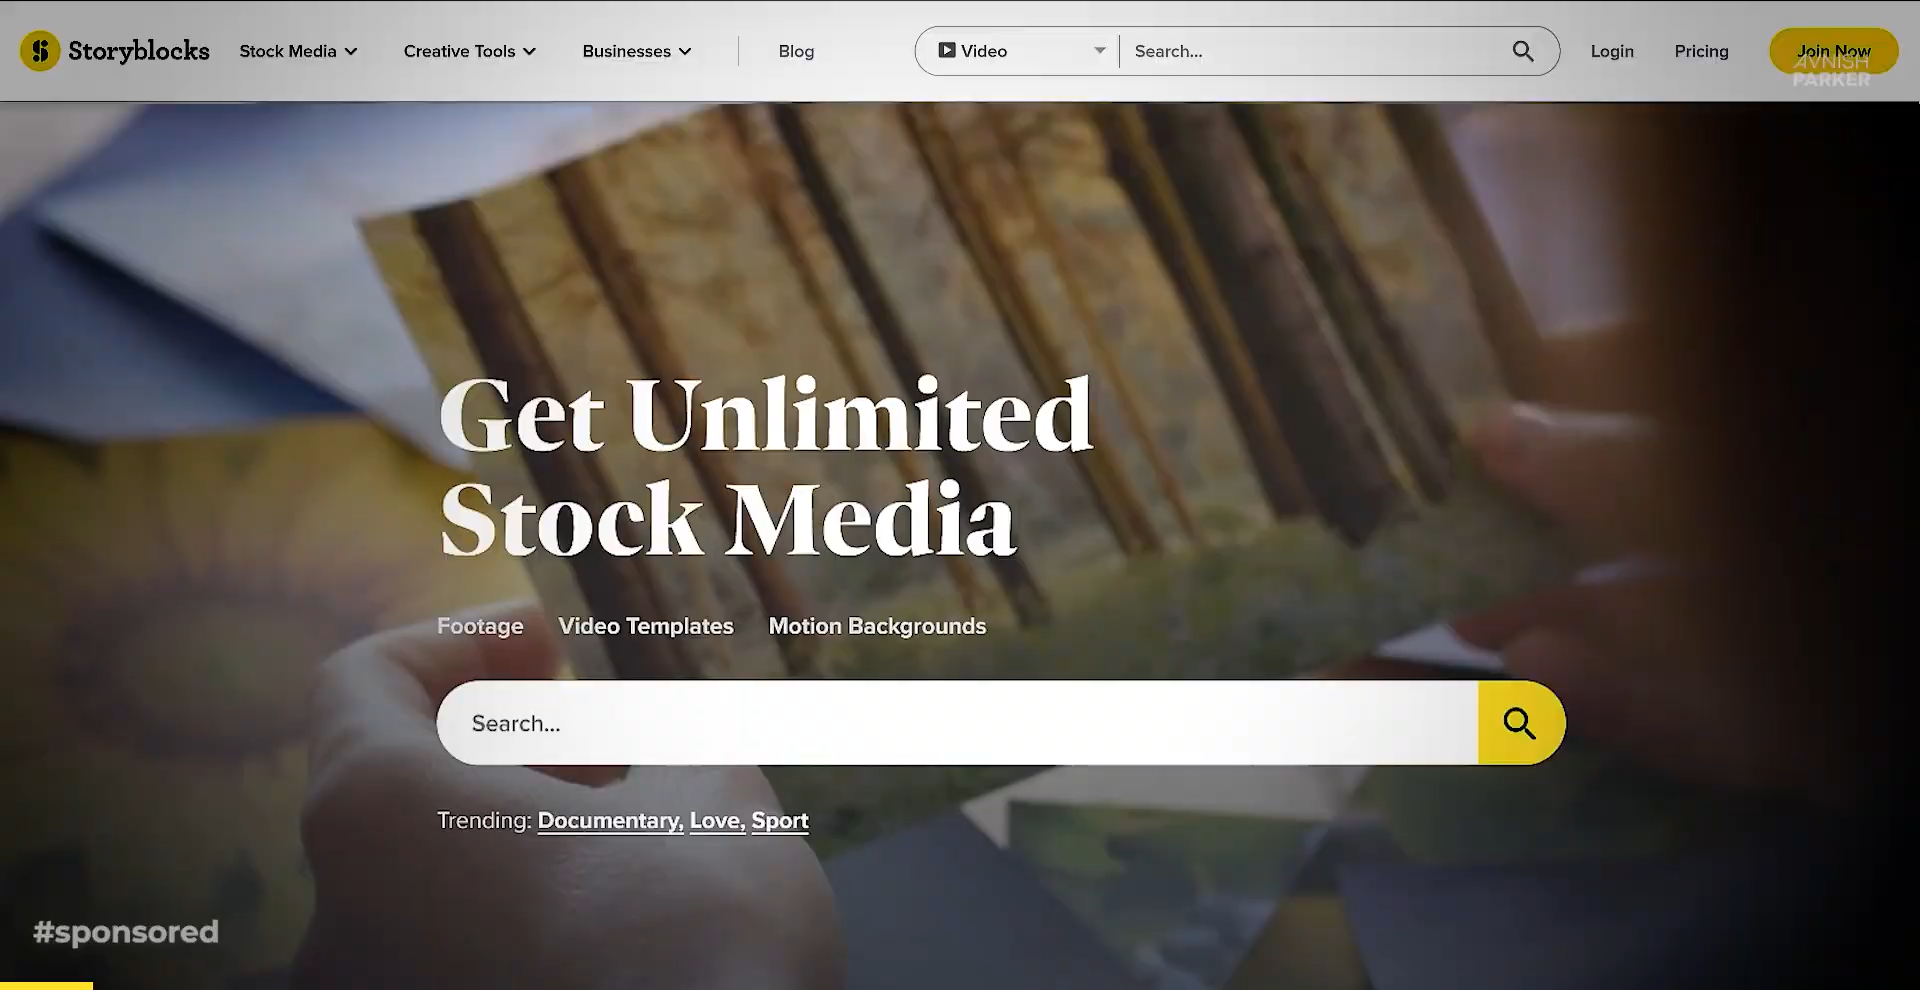 Storyblocks
Stock Media
Creative Tools
Businesses
Blog
Video
Search...
Login
Pricing
Join Now
AVNISH
PARKER
Get Unlimited
Stock Media
Footage
Video Templates
Motion Backgrounds
Search...
Trending: Documentary, Love, Sport
#sponsored